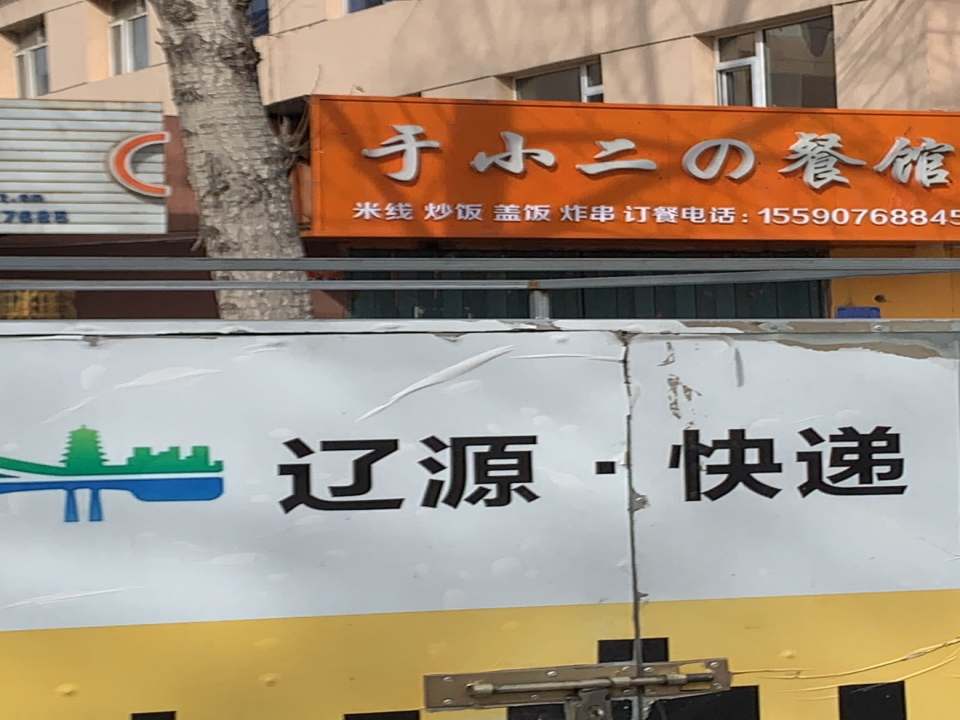 于小二の餐馆
米线 炒饭 盖饭 炸串 订餐电话：15590768845
辽源·快递